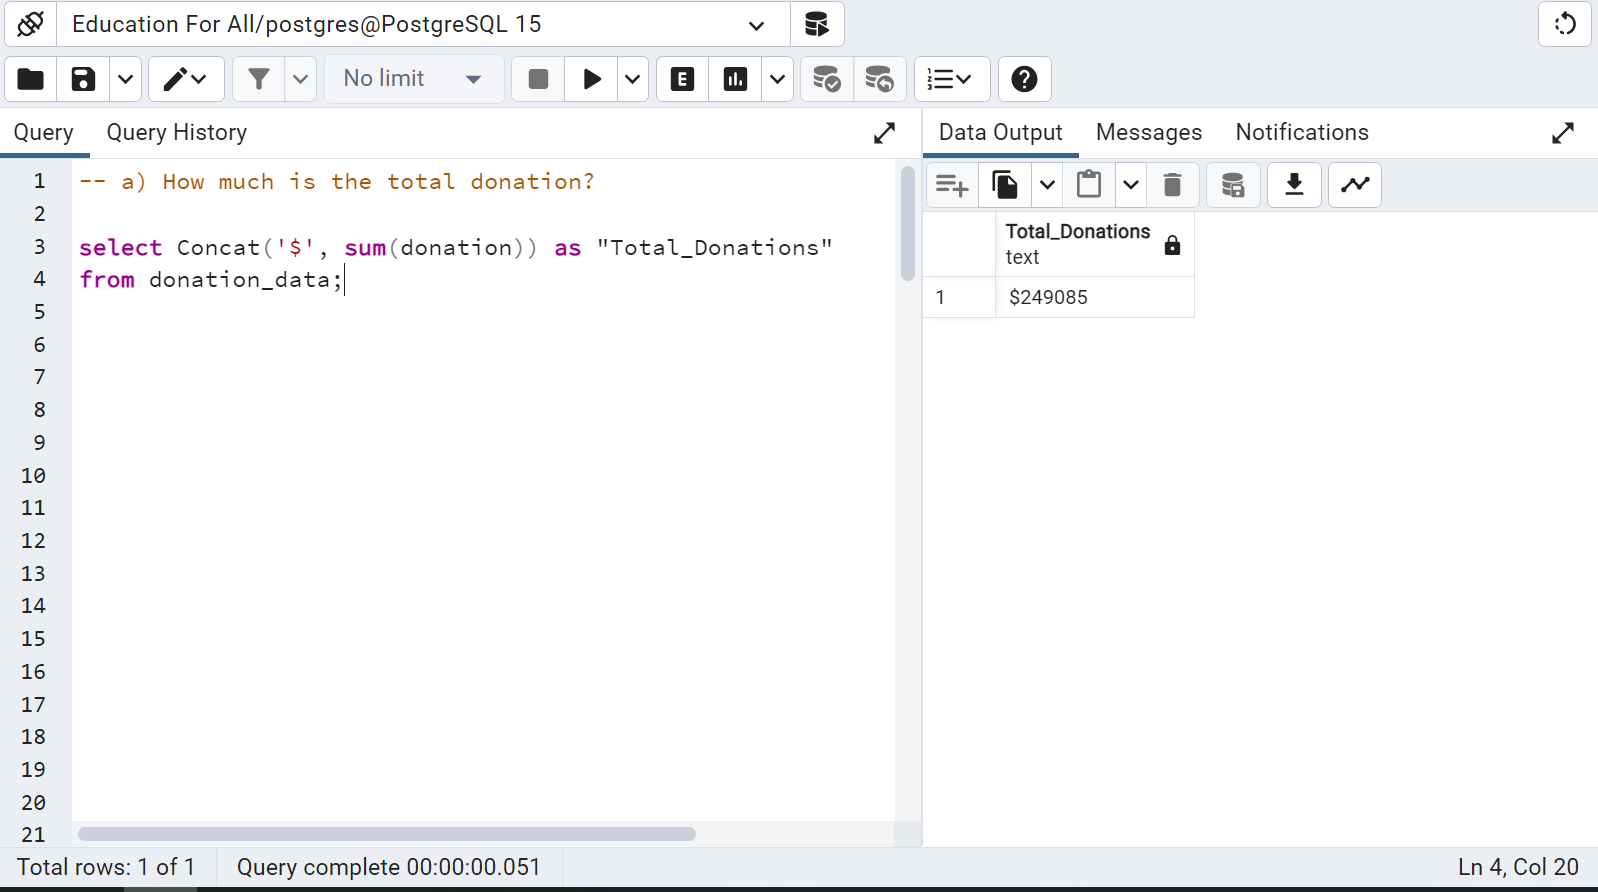 Education For All/postgres@PostgreSQL 15
No limit
E
Query Query History
1 -- a) How much is the total donation?
2
3 select Concat('$', sum(donation)) as "Total_Donations"
4 from donation_data;
5
6
7
8
9
10
11
12
13
14
15
16
17
18
19
20
21
Data Output Messages Notifications
Total_Donations
text
1 $249085
Total rows: 1 of 1 Query complete 00:00:00.051 Ln 4, Col 20